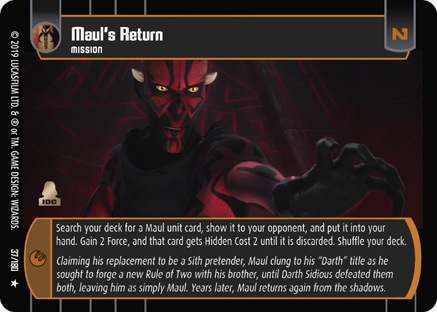 Maul's Return
MISSION
N
IDC
Search your deck for a Maul unit card, show it to your opponent, and put it into your
hand. Gain 2 Force, and that card gets Hidden Cost 2 until it is discarded. Shuffle your deck.
Claiming his replacement to be a Sith pretender, Maul clung to his "Darth" title as he
sought to forge a new Rule of Two with his brother, until Darth Sidious defeated them
both, leaving him as simply Maul. Years later, Maul returns again from the shadows.
© 2019 LUCASFILM LTD. & ® or TM. GAME DESIGN: WIZARDS.
37/180